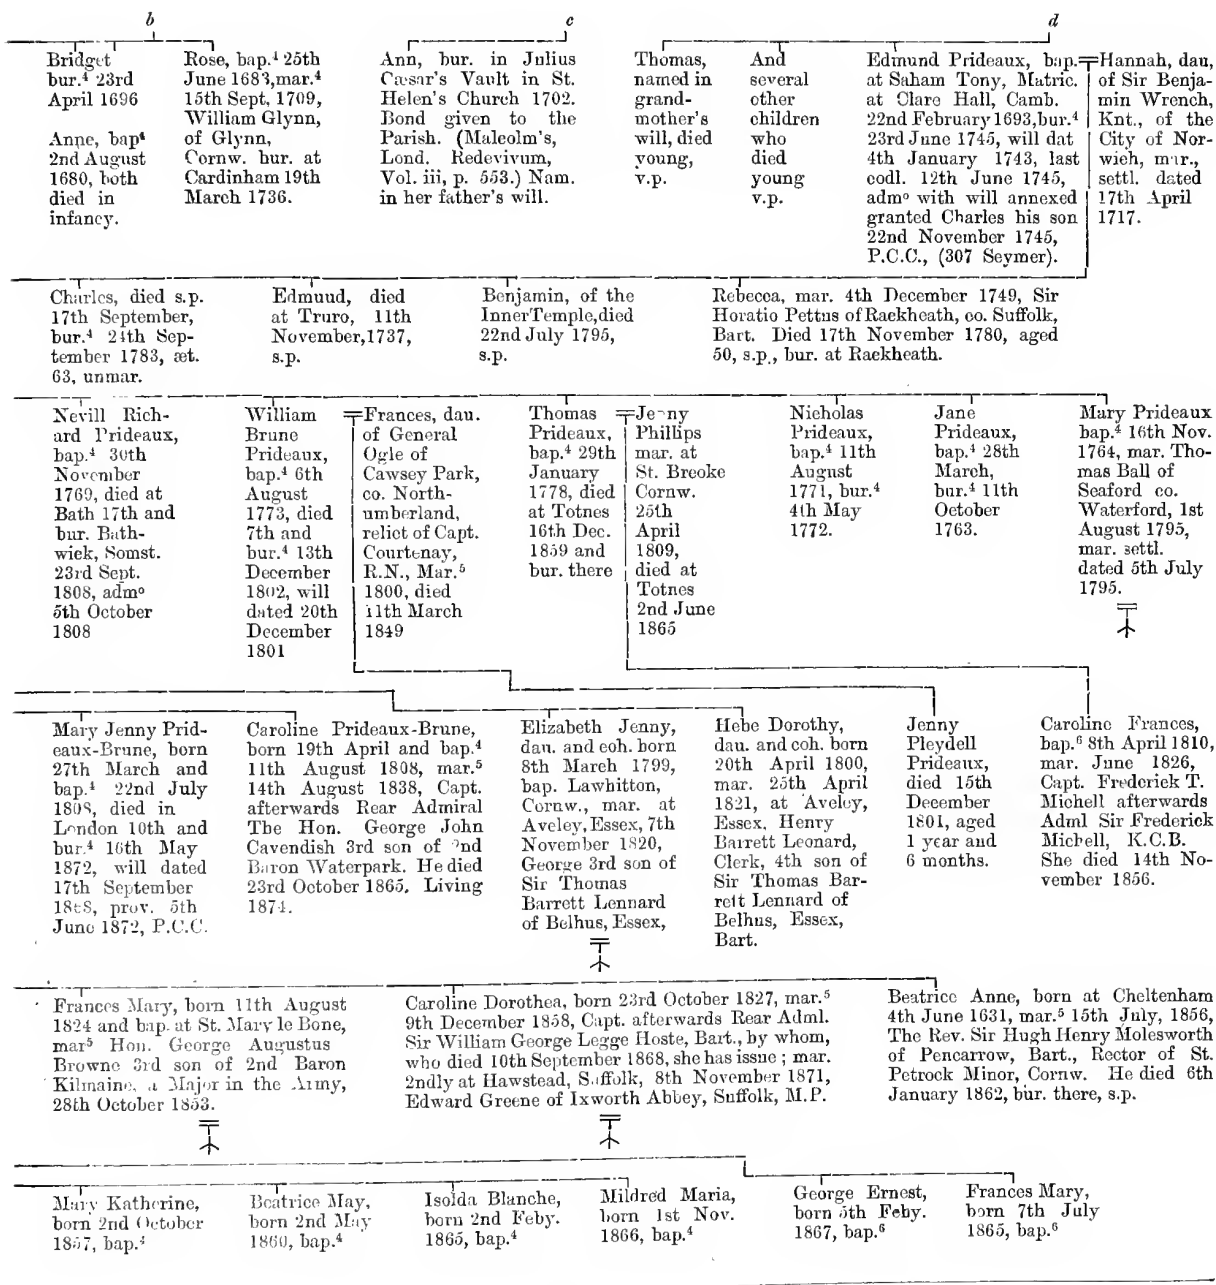 b
c
d
Bridget
bur.⁴ 23rd
April 1696
Anne, bap⁴
2nd August
1680, both
died in
infancy.
Rose, bap.⁴ 25th
June 1683, mar.⁴
15th Sept, 1709,
William Glynn,
of Glynn,
Cornw. bur. at
Cardinham 19th
March 1736.
Ann, bur. in Julius
Cæsar's Vault in St.
Helen's Church 1702.
Bond given to the
Parish. (Malcolm's,
Lond. Redevivum,
Vol. iii, p. 553.) Nam.
in her father's will.
Thomas,
named in
grand-
mother's
will, died
young,
v.p.
And
several
other
children
who
died
young
v.p.
Edmund Prideaux, bap.
at Saham Tony, Matric.
at Clare Hall, Camb.
22nd February 1693, bur.⁴
23rd June 1745, will dat
4th January 1743, last
codl. 12th June 1745,
admº with will annexed
granted Charles his son
22nd November 1745,
P.C.C., (307 Seymer).
Hannah, dau,
of Sir Benja-
min Wrench,
Knt., of the
City of Nor-
wich, mar.,
settl. dated
17th April
1717.
Charles, died s.p.
17th September,
bur.⁴ 24th Sep-
tember 1783, æt.
63, unmar.
Edmuud, died
at Truro, 11th
November, 1737,
s.p.
Benjamin, of the
InnerTemple, died
22nd July 1795,
s.p.
Rebecca, mar. 4th December 1749, Sir
Horatio Pettus of Rackheath, co. Suffolk,
Bart. Died 17th November 1780, aged
50, s.p., bur. at Rackheath.
Nevill Rich-
ard Prideaux,
bap.⁴ 30th
November
1769, died at
Bath 17th and
bur. Bath-
wick, Somst.
23rd Sept.
1808, admº
5th October
1808
William
Brune
Prideaux,
bap.⁴ 6th
August
1773, died
7th and
bur.⁴ 13th
December
1802, will
dated 20th
December
1801
Frances, dau.
of General
Ogle of
Cawsey Park,
co. North-
umberland,
relict of Capt.
Courtenay,
R.N., Mar.⁵
1800, died
11th March
1849
Thomas
Prideaux,
bap.⁴ 29th
January
1778, died
at Totnes
16th Dec.
1859 and
bur. there
Jenny
Phillips
mar. at
St. Breoke
Cornw.
25th
April
1809,
died at
Totnes
2nd June
1865
Nicholas
Prideaux,
bap.⁴ 11th
August
1771, bur.⁴
4th May
1772.
Jane
Prideaux,
bap.⁴ 28th
March,
bur.⁴ 11th
October
1763.
Mary Prideaux
bap.⁴ 16th Nov.
1764, mar. Tho-
mas Ball of
Seaford co.
Waterford, 1st
August 1795,
mar. settl.
dated 5th July
1795.
Mary Jenny Prid-
eaux-Brune, born
27th March and
bap.⁴ 22nd July
1808, died in
London 10th and
bur.⁴ 16th May
1872, will dated
17th September
1868, prov. 5th
June 1872, P.C.C.
Caroline Prideaux-Brune,
born 19th April and bap.⁴
11th August 1808, mar.⁵
14th August 1838, Capt.
afterwards Rear Admiral
The Hon. George John
Cavendish 3rd son of 2nd
Baron Waterpark. He died
23rd October 1865. Living
1874.
Elizabeth Jenny,
dau. and coh. born
8th March 1799,
bap. Lawhitton,
Cornw., mar. at
Aveley, Essex, 7th
November 1820,
George 3rd son of
Sir Thomas
Barrett Lennard
of Belhus, Essex,
Hebe Dorothy,
dau. and coh. born
20th April 1800,
mar. 25th April
1821, at Aveley,
Essex, Henry
Barrett Leonard,
Clerk, 4th son of
Sir Thomas Bar-
rett Lennard of
Belhus, Essex,
Bart.
Jenny
Pleydell
Prideaux,
died 15th
December
1801, aged
1 year and
6 months.
Caroline Frances,
bap.⁶ 8th April 1810,
mar. June 1826,
Capt. Frederick T.
Michell afterwards
Adml Sir Frederick
Michell, K.C.B.
She died 14th No-
vember 1856.
Frances Mary, born 11th August
1824 and bap. at St. Mary le Bone,
mar⁵ Hon. George Augustus
Browne 3rd son of 2nd Baron
Kilmaine, a Major in the Army,
28th October 1853.
Caroline Dorothea, born 23rd October 1827, mar.⁵
9th December 1858, Capt. afterwards Rear Adml.
Sir William George Legge Hoste, Bart., by whom,
who died 10th September 1868, she has issue ; mar.
2ndly at Hawstead, Suffolk, 8th November 1871,
Edward Greene of Ixworth Abbey, Suffolk, M.P.
Beatrice Anne, born at Cheltenham
4th June 1631, mar.⁵ 15th July, 1856,
The Rev. Sir Hugh Henry Molesworth
of Pencarrow, Bart., Rector of St.
Petrock Minor, Cornw. He died 6th
January 1862, bur. there, s.p.
Mary Katherine,
born 2nd October
1857, bap.⁴
Beatrice May,
born 2nd May
1860, bap.⁴
Isolda Blanche,
born 2nd Feby.
1865, bap.⁴
Mildred Maria,
born 1st Nov.
1866, bap.⁴
George Ernest,
born 5th Feby.
1867, bap.⁶
Frances Mary,
born 7th July
1865, bap.⁶